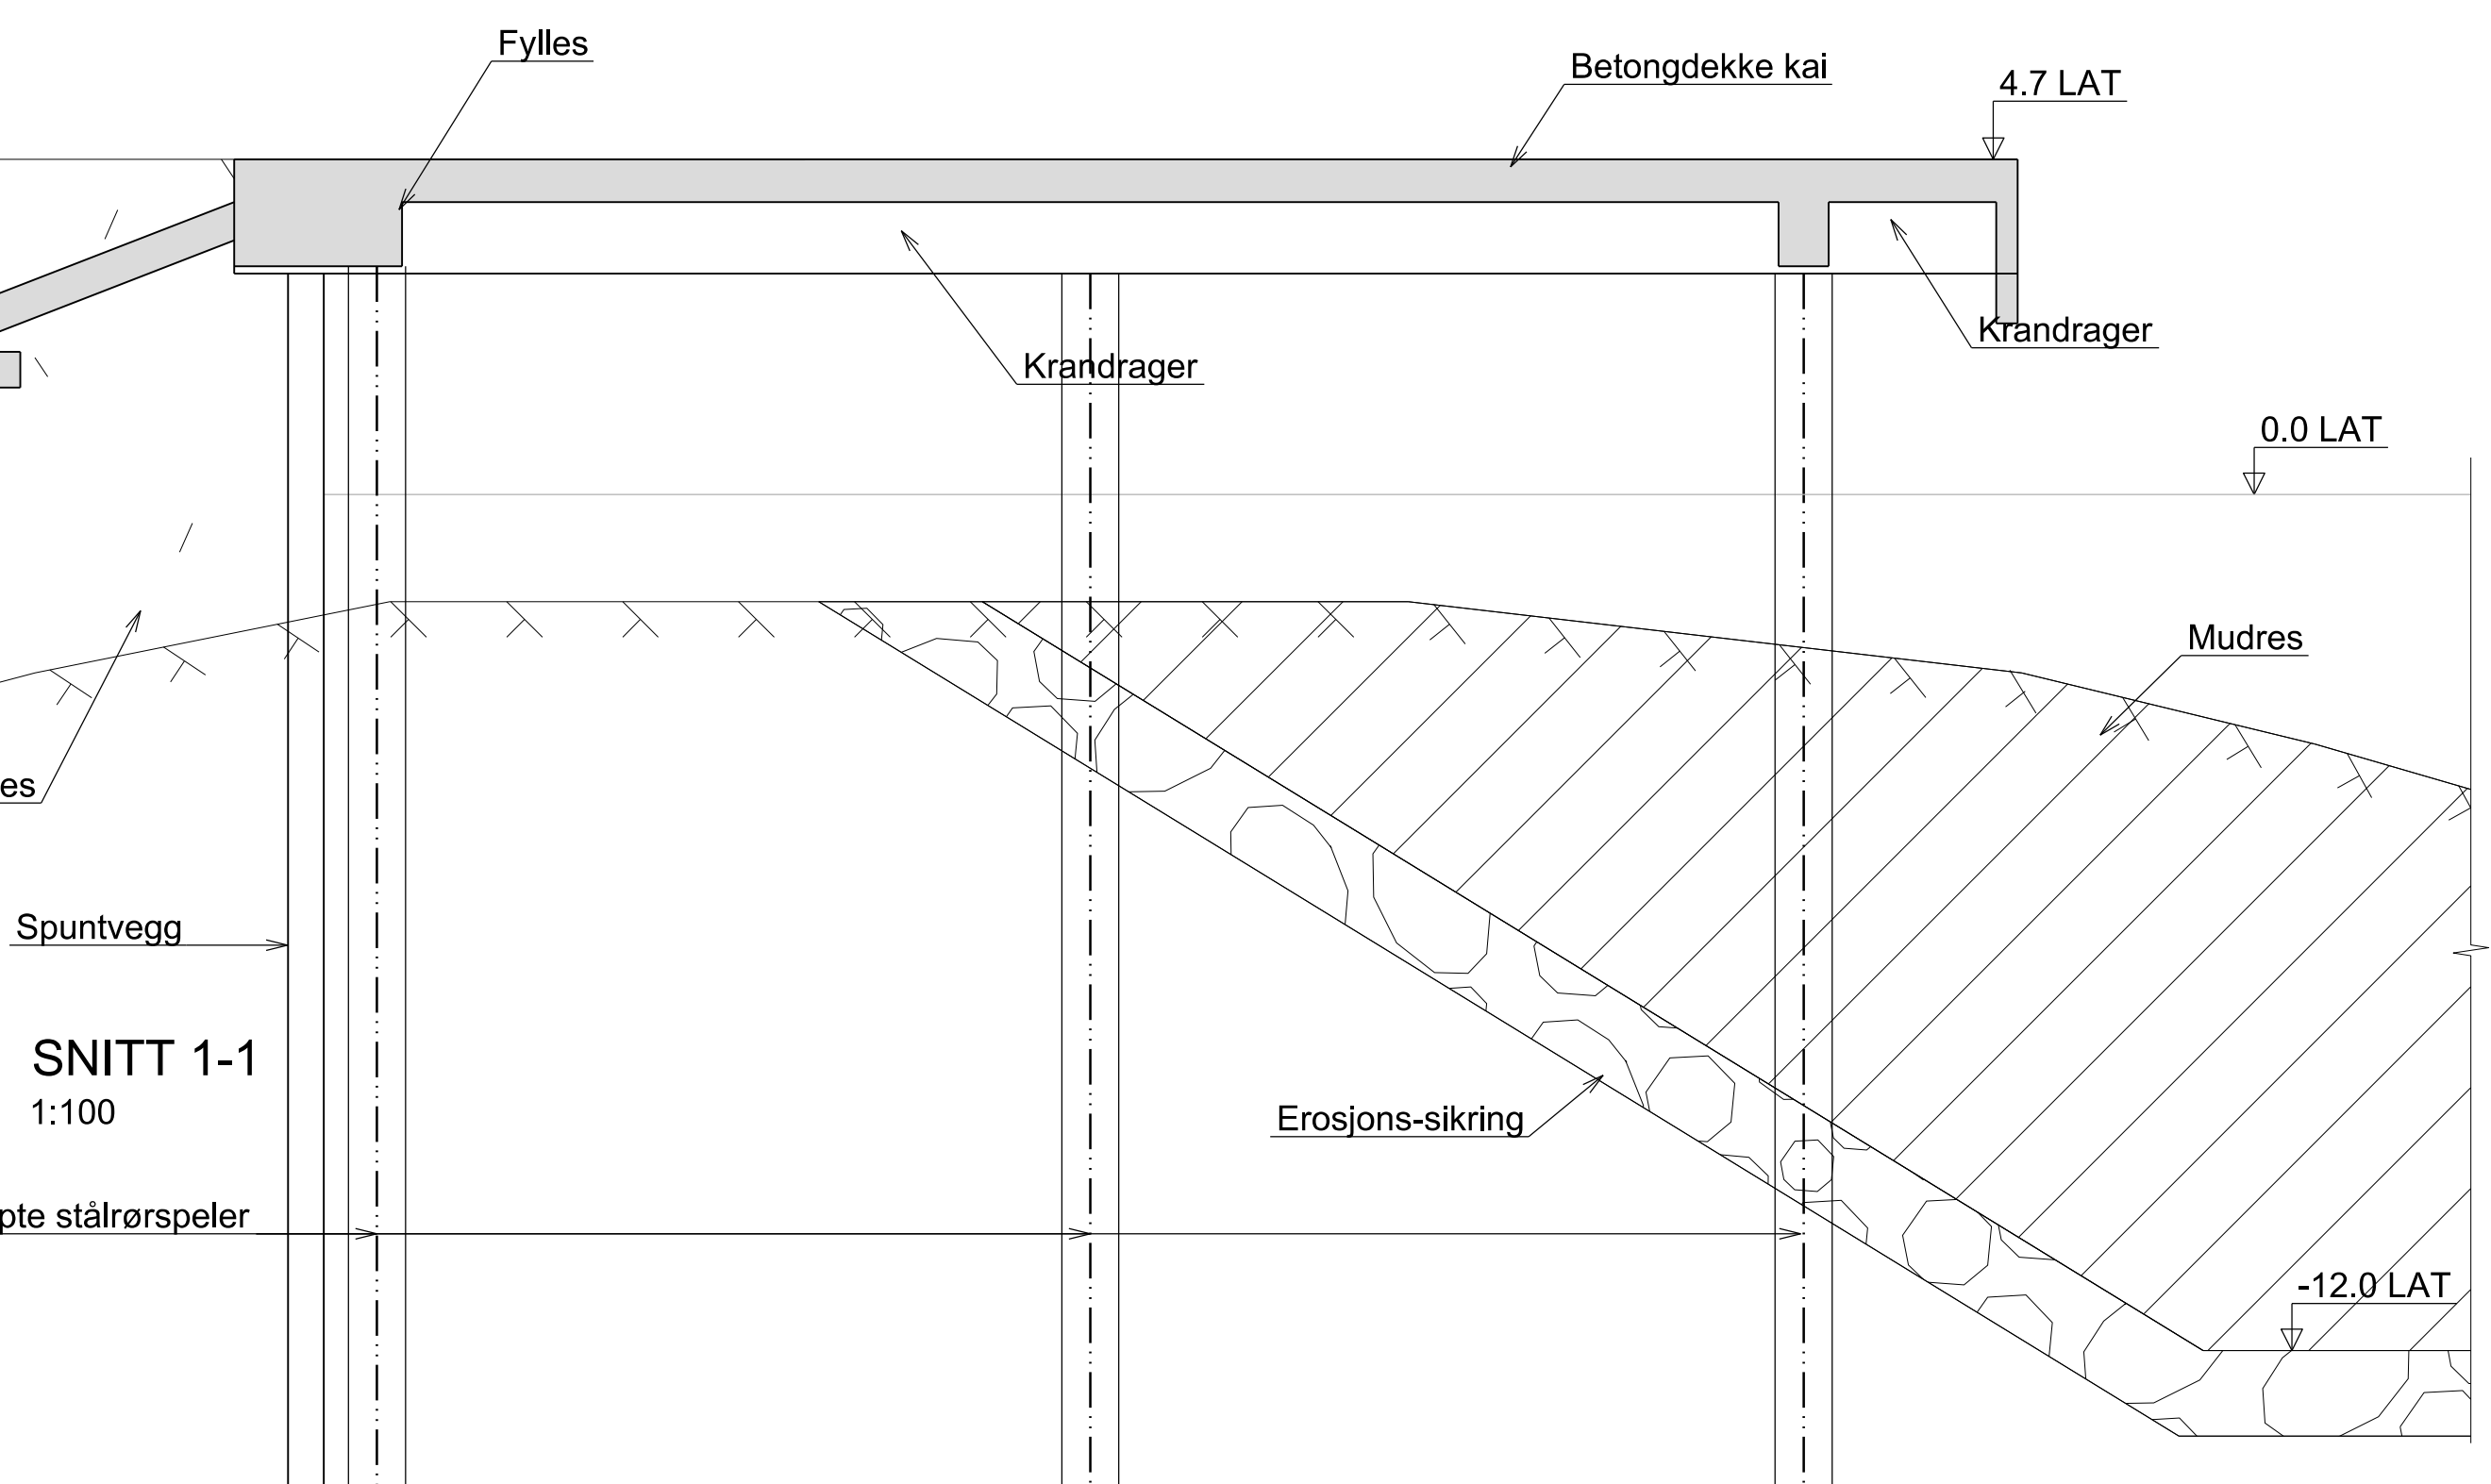 Fylles
Betongdekke kai
4.7 LAT
Krandrager
Krandrager
0.0 LAT
Mudres
es
Spuntvegg
SNITT 1-1
1:100
Erosjons-sikring
pte stålrørspeler
-12.0 LAT